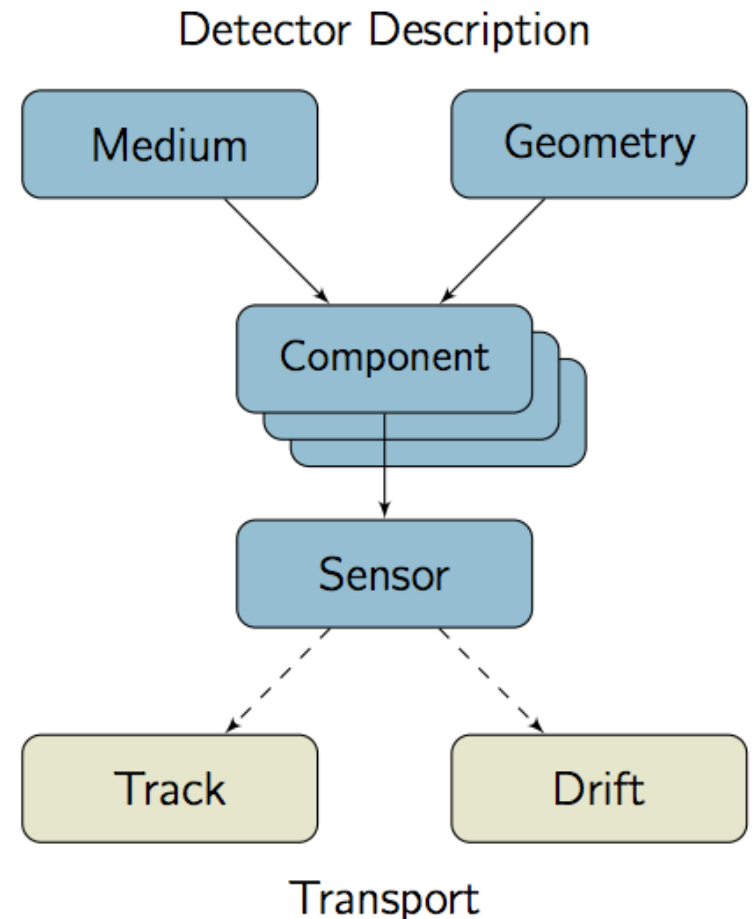 Detector Description
Medium
Geometry
Component
Sensor
Track
Drift
Transport